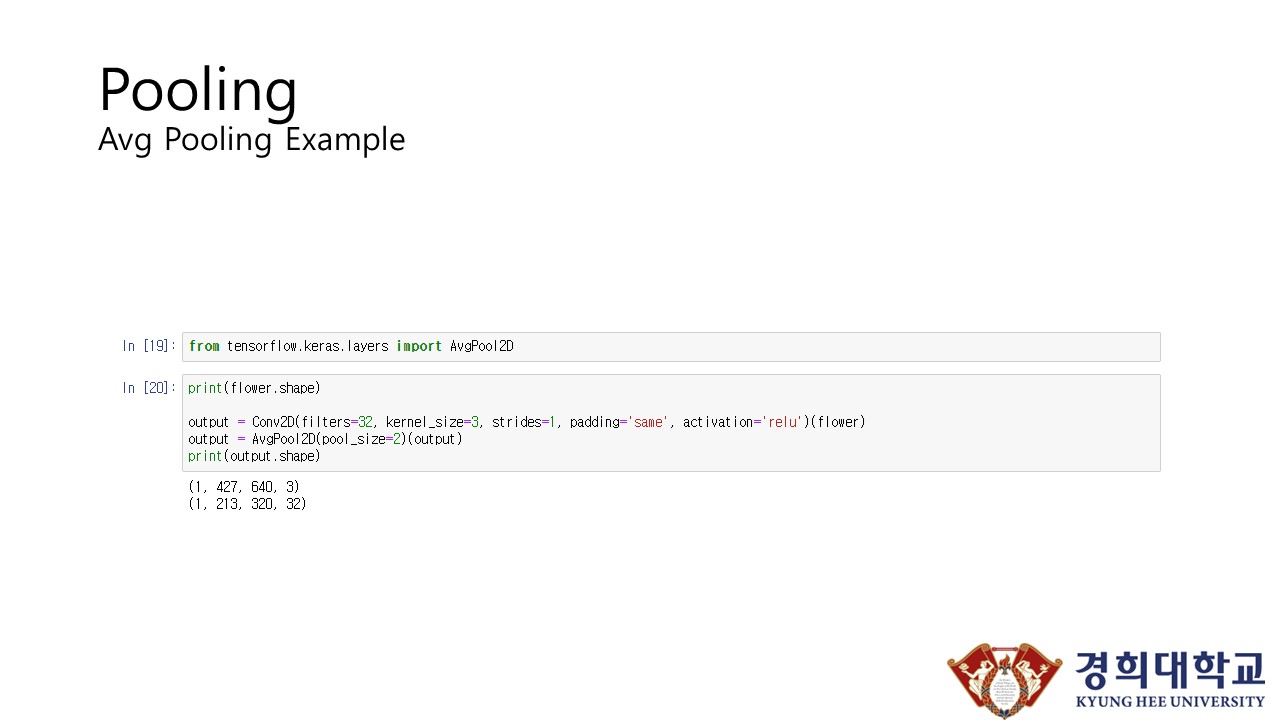 Pooling
Avg Pooling Example
In [19]: from tensorflow.keras.layers import AvgPool2D
In [20]: print(flower.shape)
output = Conv2D(filters=32, kernel_size=3, strides=1, padding='same', activation='relu')(flower)
output = AvgPool2D(pool_size=2)(output)
print(output.shape)
(1, 427, 640, 3)
(1, 213, 320, 32)
경희대학교
KYUNG HEE UNIVERSITY